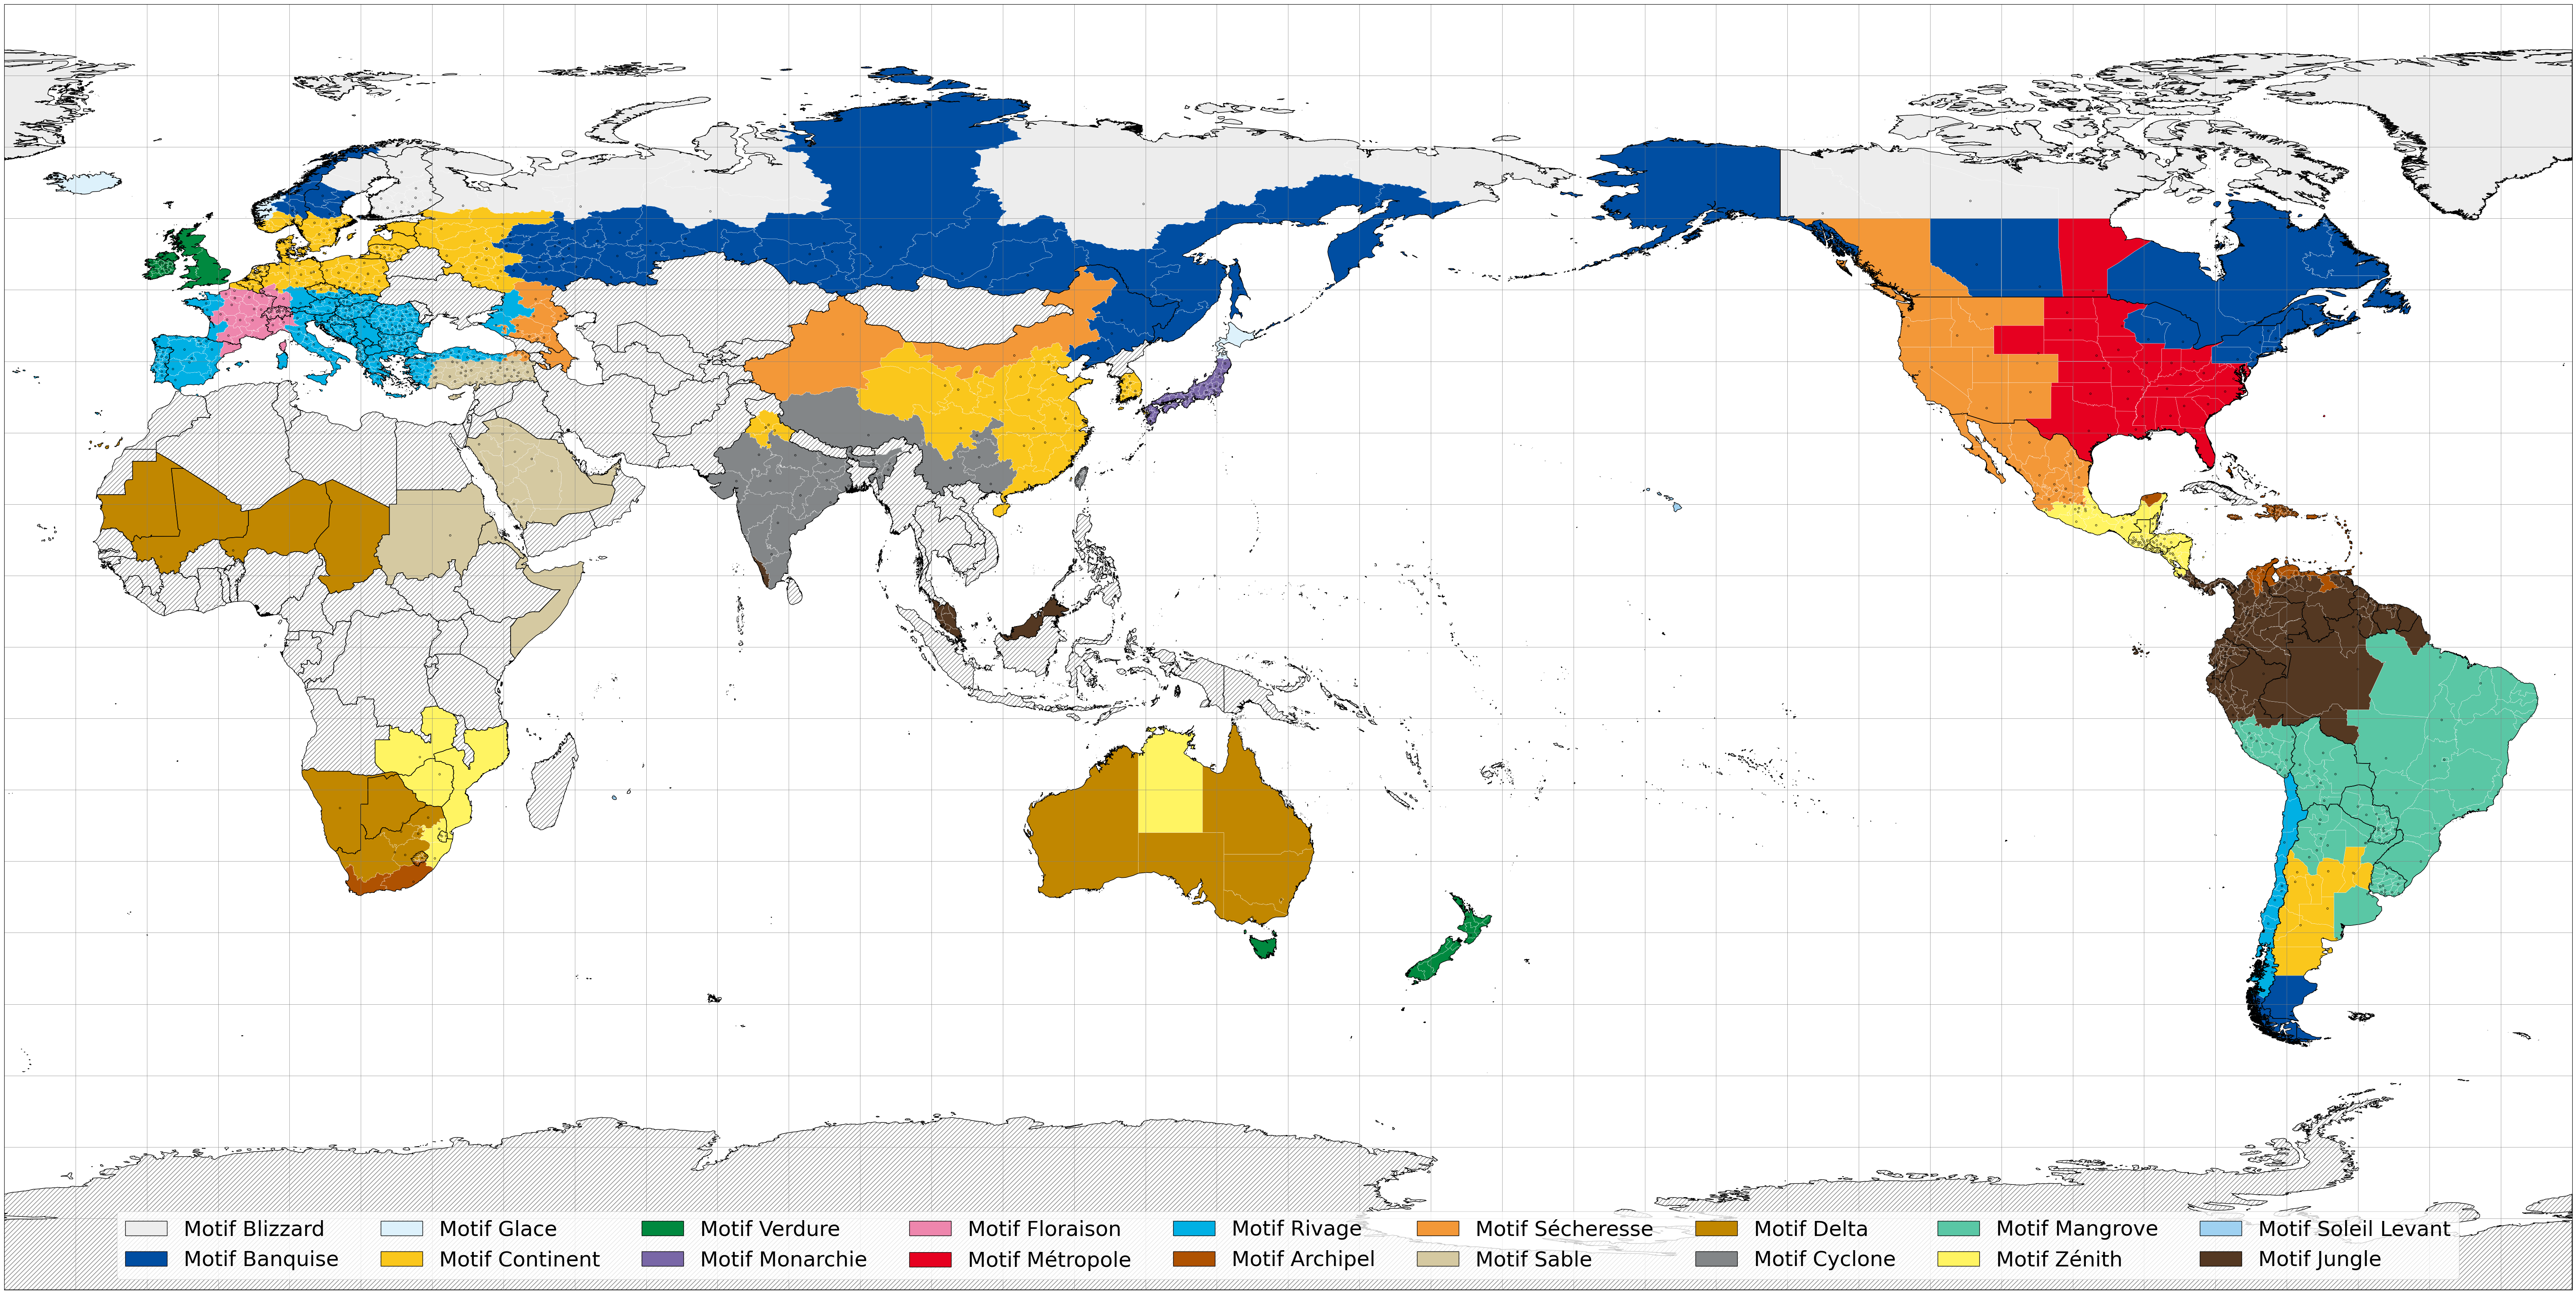 Motif Blizzard Motif Glace Motif Verdure Motif Floraison Motif Rivage Motif Sécheresse Motif Delta Motif Mangrove Motif Soleil Levant
Motif Banquise Motif Continent Motif Monarchie Motif Métropole Motif Archipel Motif Sable Motif Cyclone Motif Zénith Motif Jungle